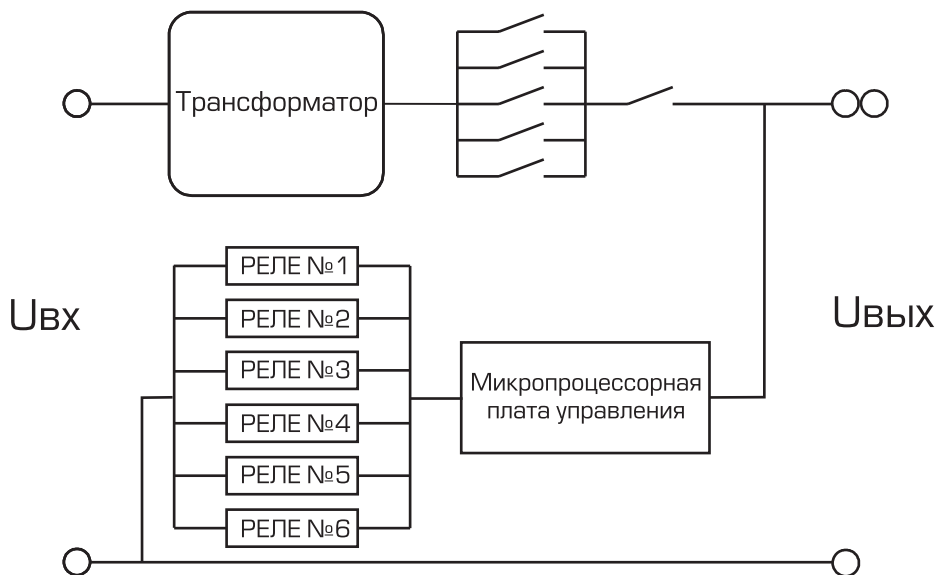 Трансформатор
Uвх
Uвых
РЕЛЕ №1
РЕЛЕ №2
РЕЛЕ №3
РЕЛЕ №4
РЕЛЕ №5
РЕЛЕ №6
Микропроцессорная
плата управления